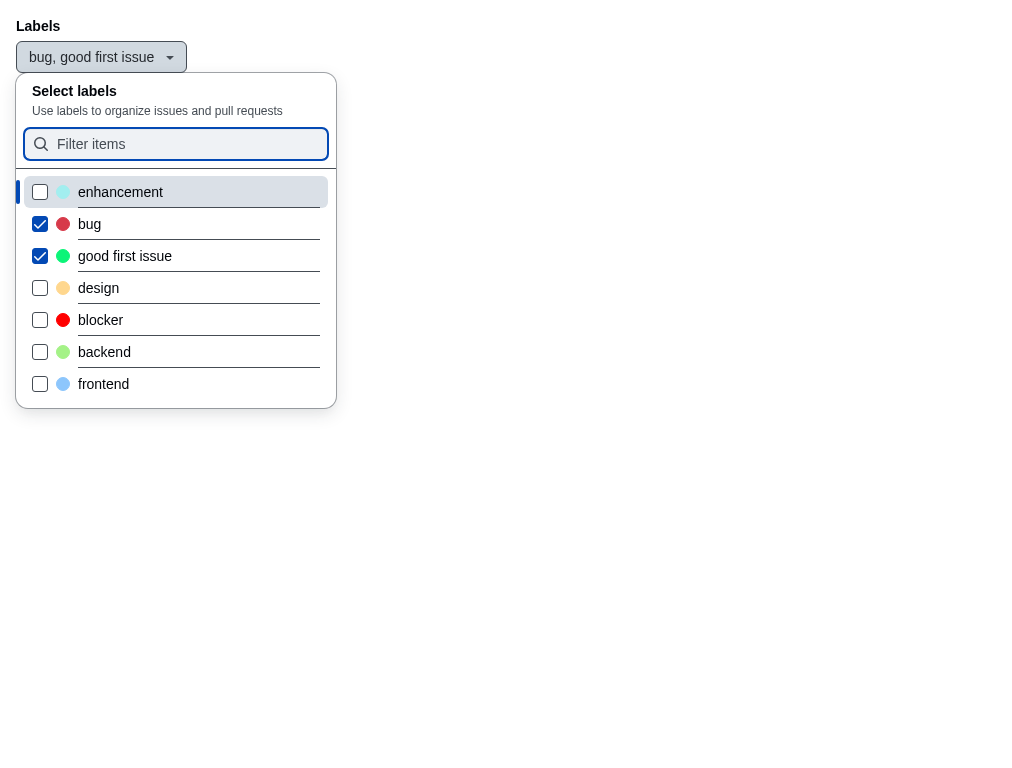 Labels
bug, good first issue
Select labels
Use labels to organize issues and pull requests
Filter items
enhancement
bug
good first issue
design
blocker
backend
frontend